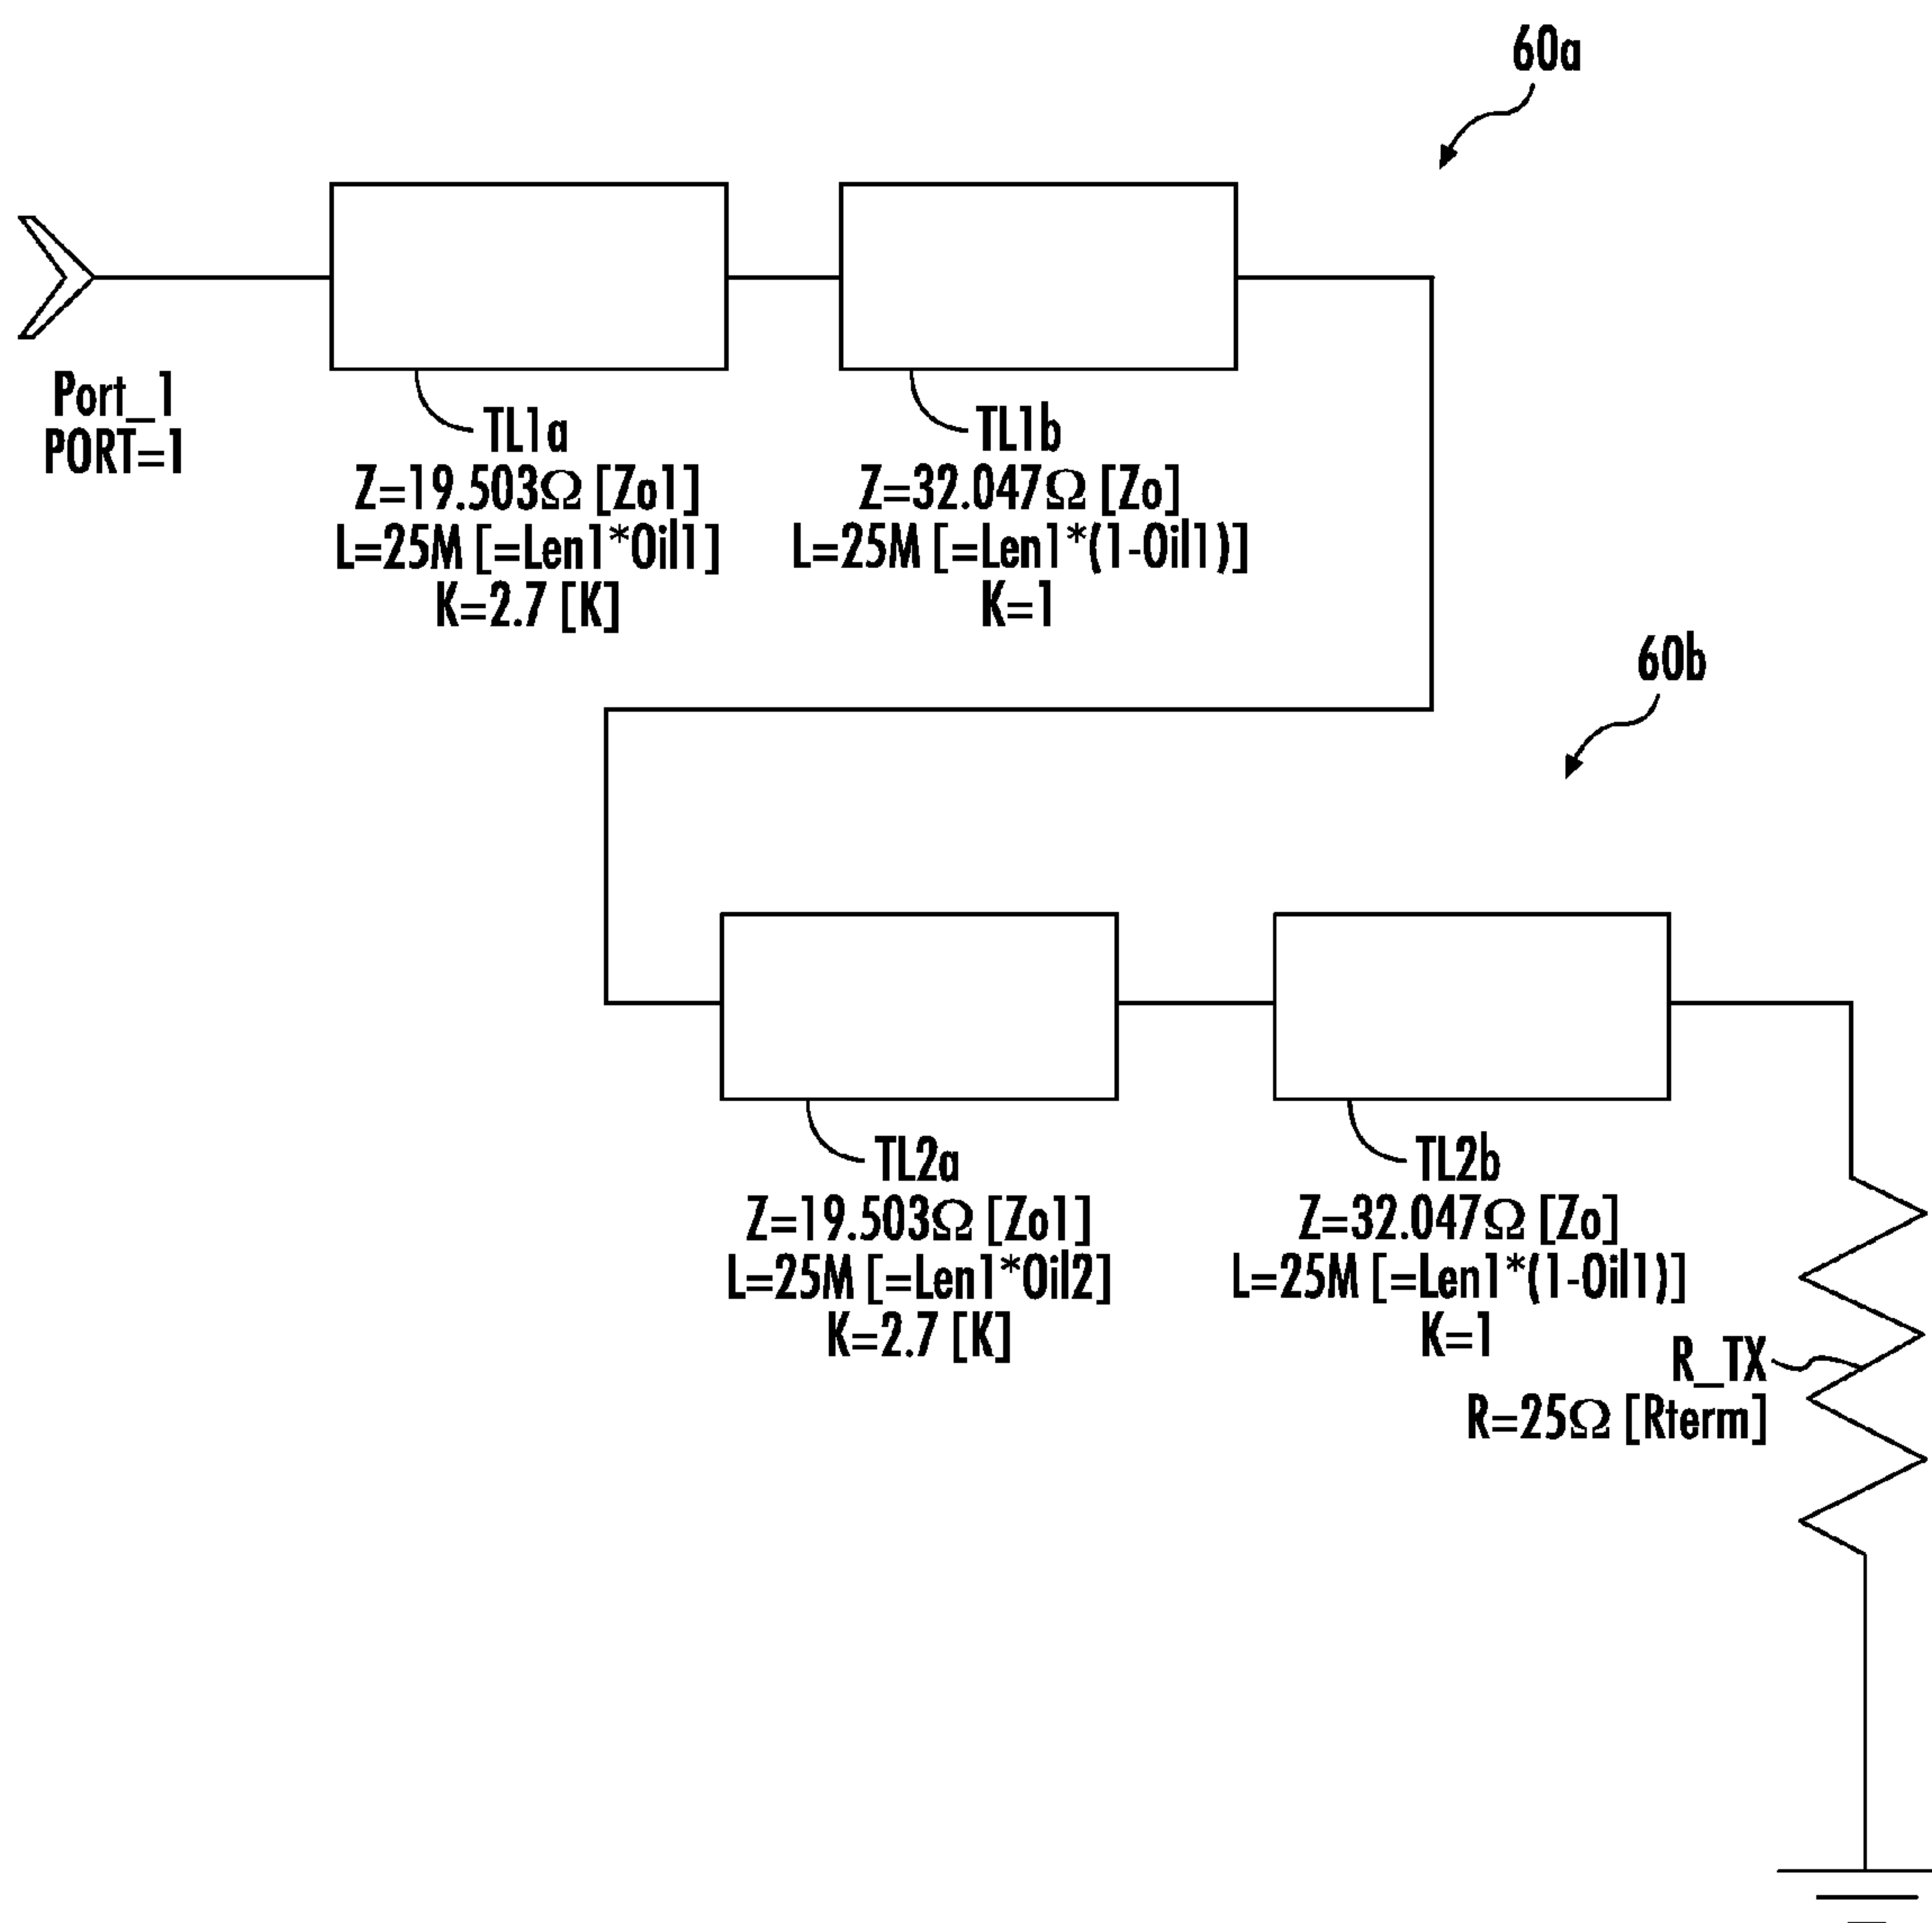 60a
Port_1
PORT=1
TL1a
Z=19.503Ω [Zo1]
L=25M [=Len1*Oil1]
K=2.7 [K]
TL1b
Z=32.047Ω [Zo]
L=25M [=Len1*(1-Oil1)]
K=1
60b
TL2a
Z=19.503Ω [Zo1]
L=25M [=Len1*Oil2]
K=2.7 [K]
TL2b
Z=32.047Ω [Zo]
L=25M [=Len1*(1-Oil1)]
K=1
R_TX
R=25Ω [Rterm]